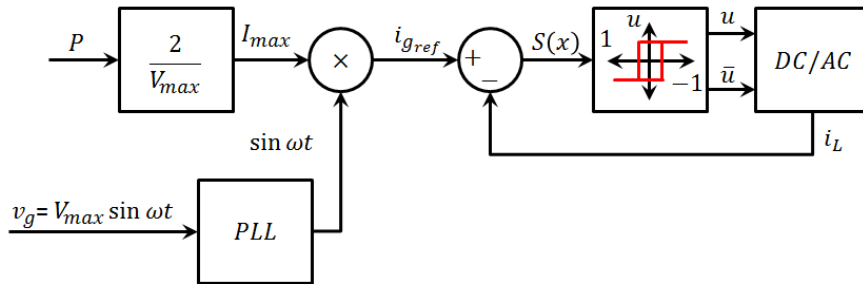 P
2
V_max
I_max
×
i_g_ref
+
−
S(x)
1
u
−1
u
ū
DC/AC
i_L
sin ωt
v_g= V_max sin ωt
PLL